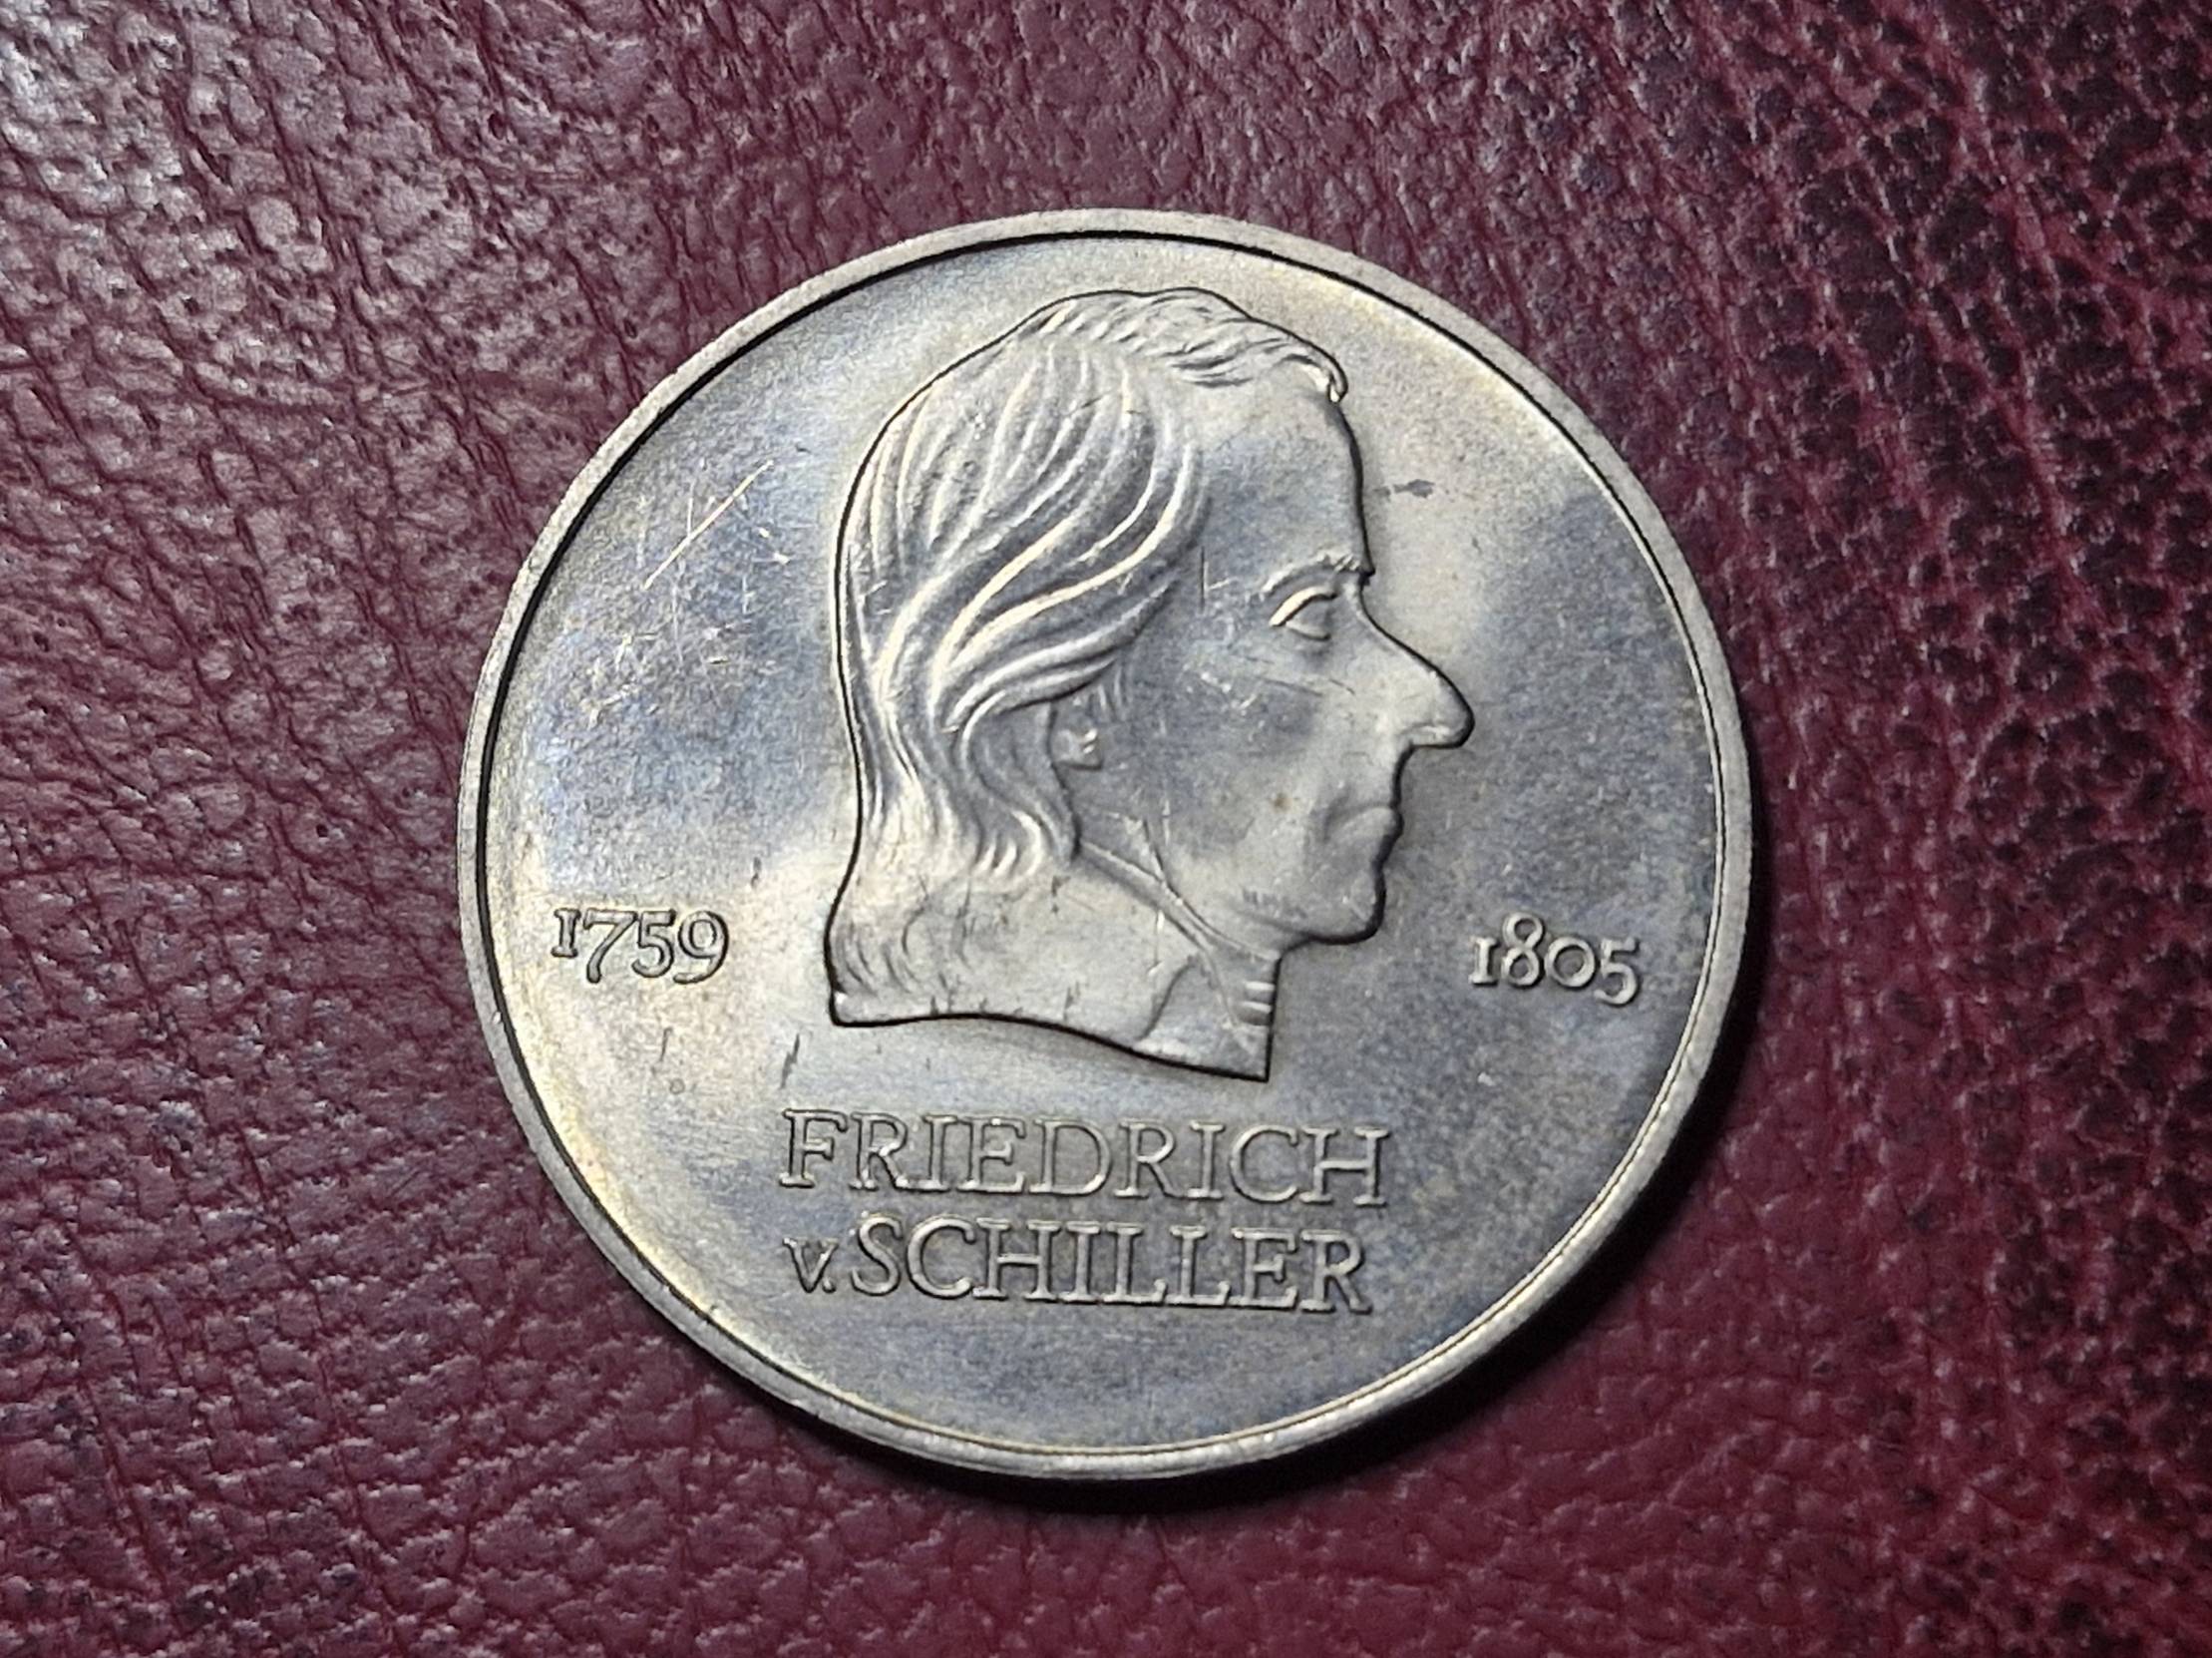 1759 1805
FRIEDRICH
v. SCHILLER